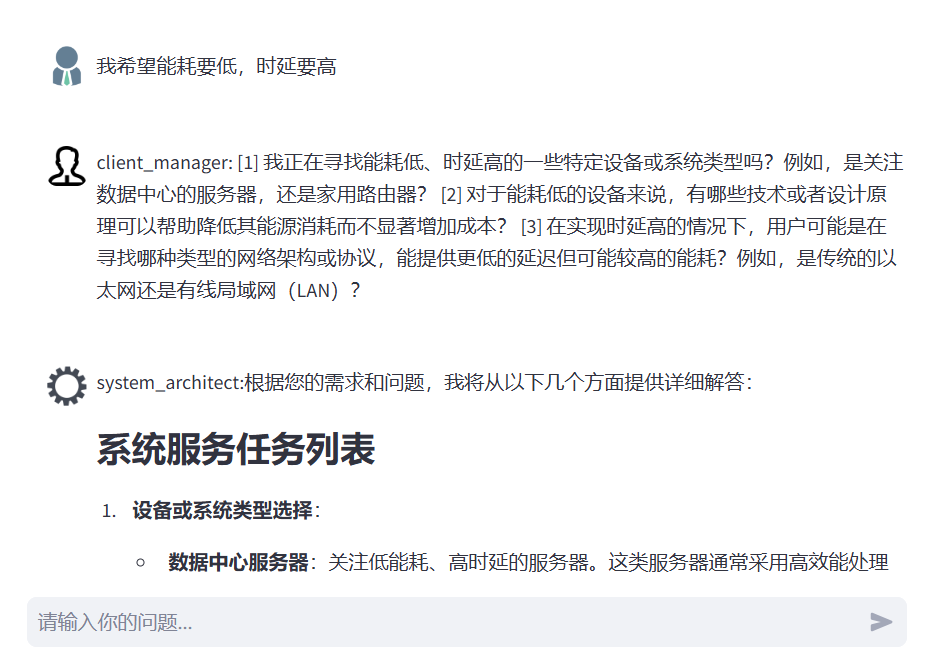 我希望能耗要低，时延要高
client_manager: [1] 我正在寻找能耗低、时延高的一些特定设备或系统类型吗？例如，是关注
数据中心的服务器，还是家用路由器？ [2] 对于能耗低的设备来说，有哪些技术或者设计原
理可以帮助降低其能源消耗而不显著增加成本？ [3] 在实现时延高的情况下，用户可能是在
寻找哪种类型的网络架构或协议，能提供更低的延迟但可能较高的能耗？例如，是传统的以
太网还是有线局域网（LAN）？
system_architect:根据您的需求和问题，我将从以下几个方面提供详细解答：
系统服务任务列表
1. 设备或系统类型选择：
○ 数据中心服务器：关注低能耗、高时延的服务器。这类服务器通常采用高效能处理
请输入你的问题...